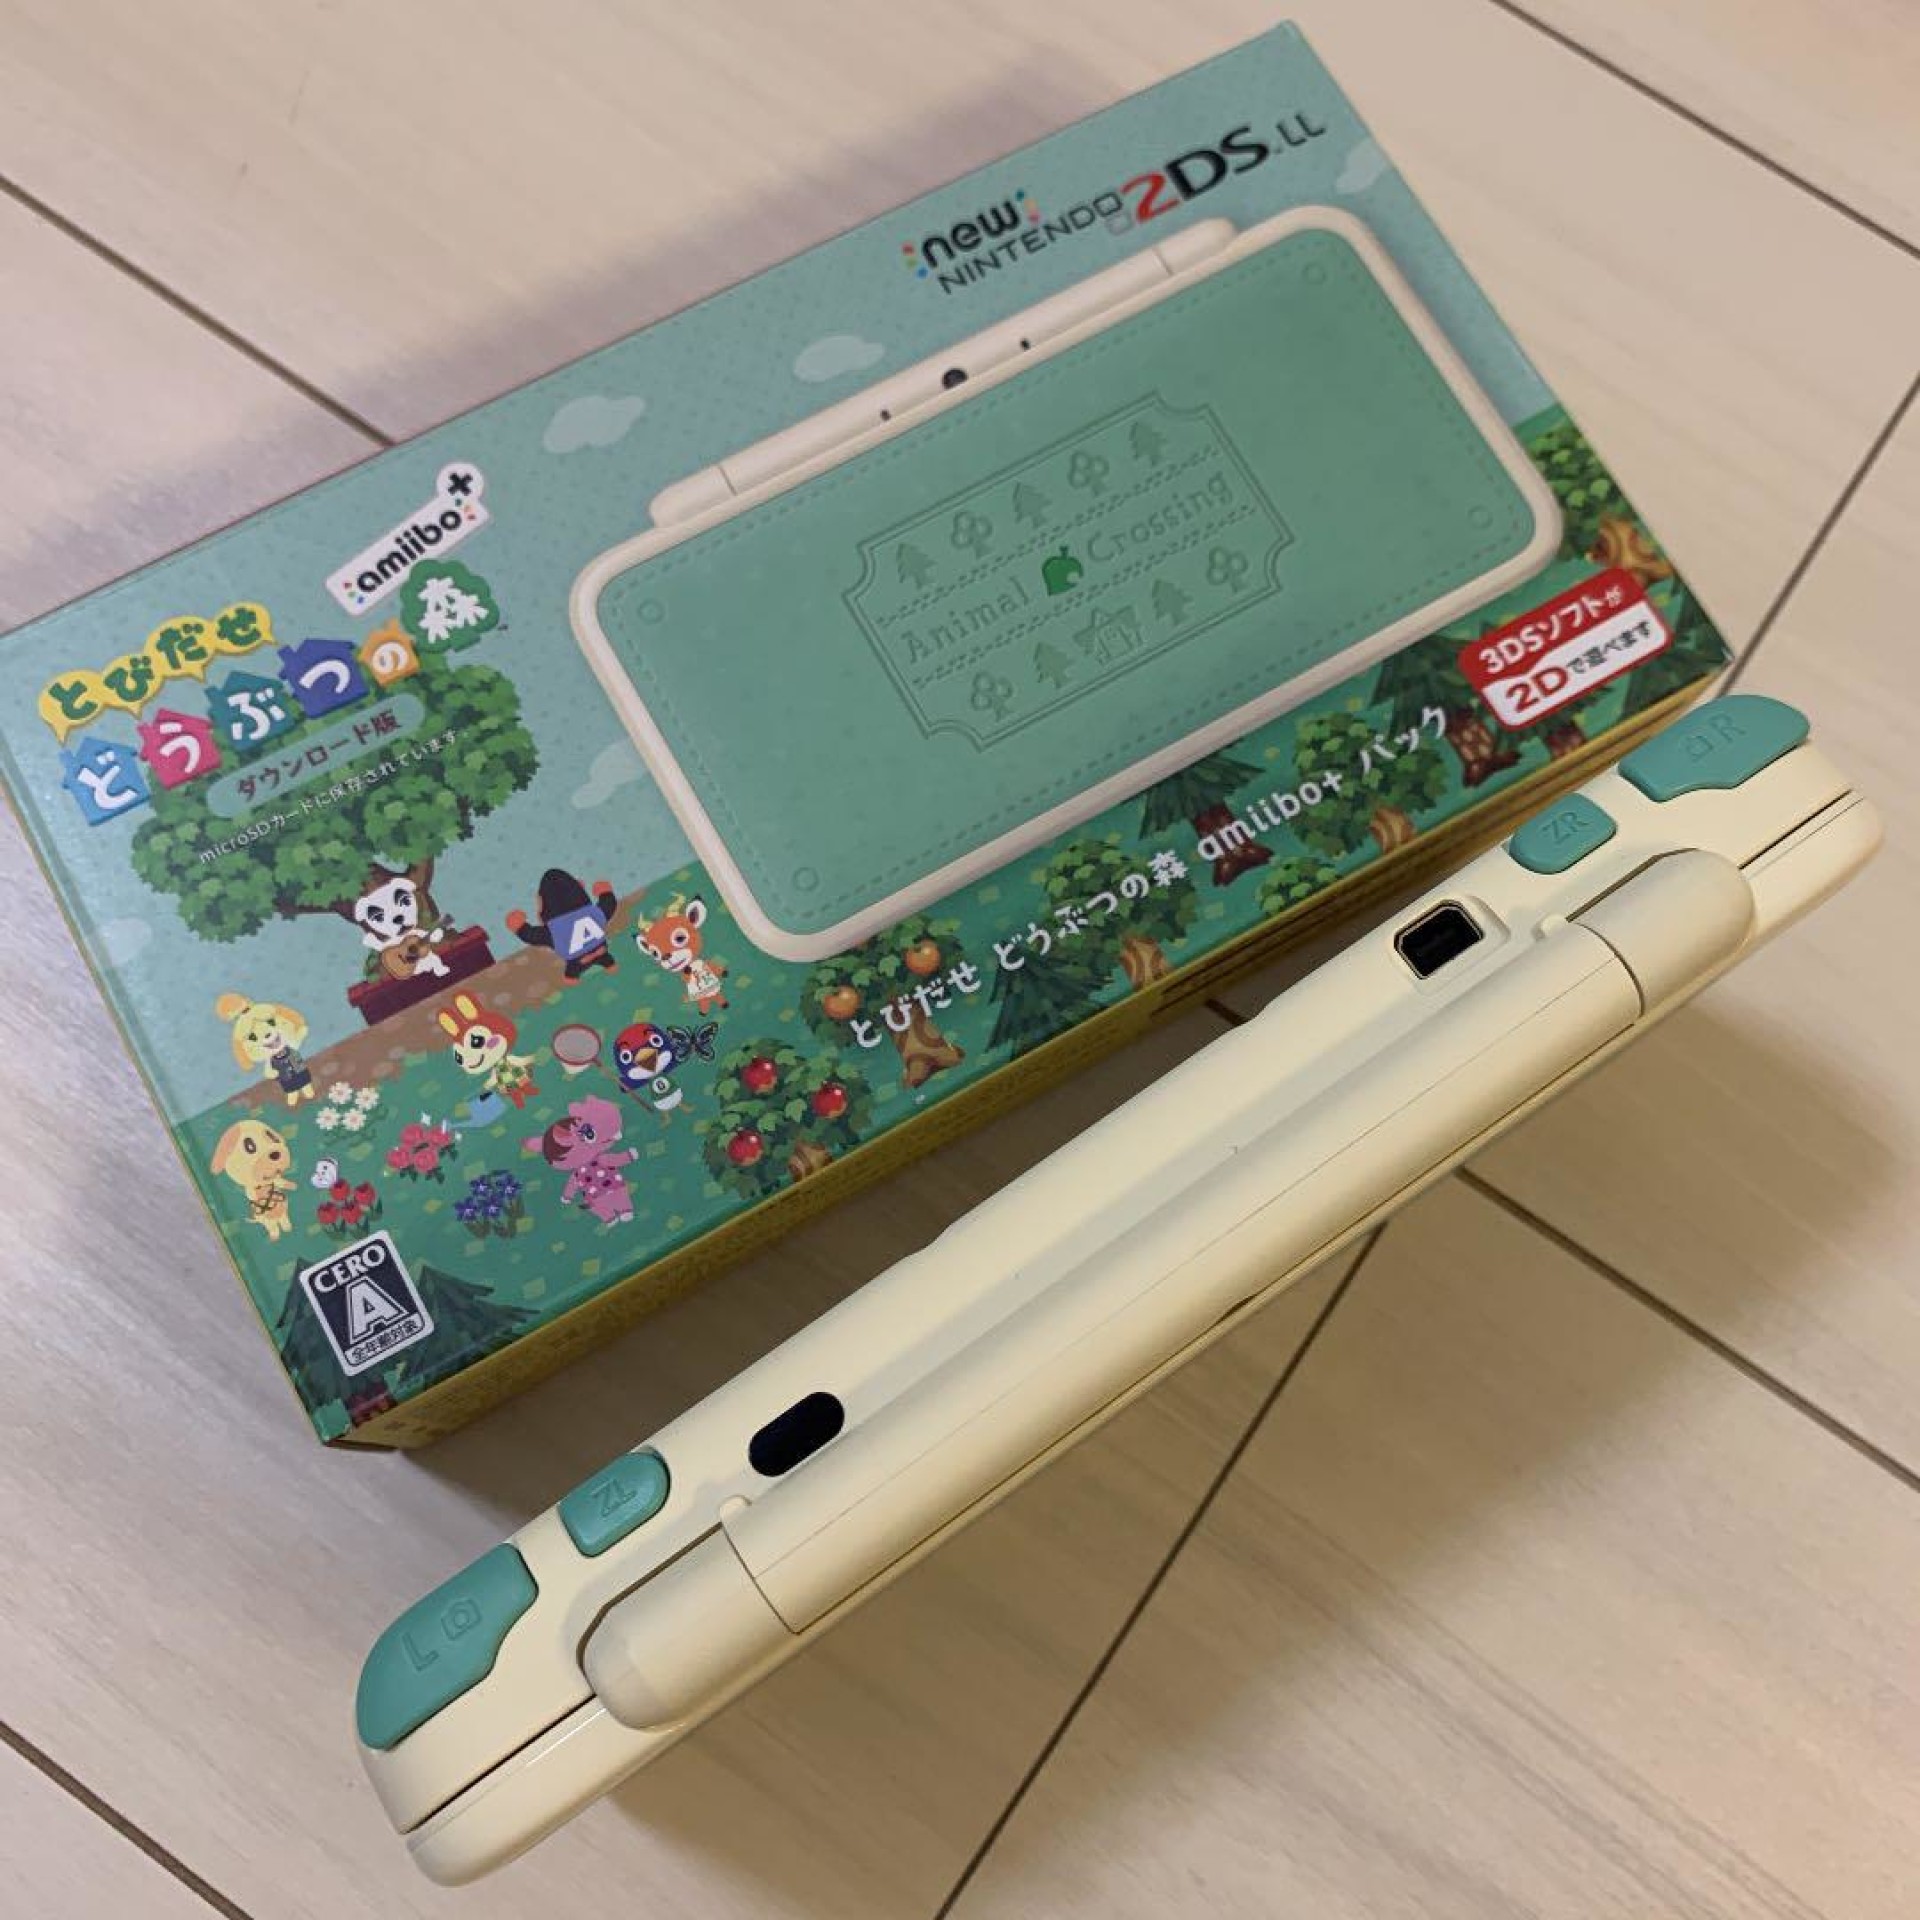 new
NINTENDO 2DS LL
amiibo+
とびだせ
どうぶつの森
ダウンロード版
microSDカードに保存されています。
Animal Crossing
3DSソフトが
2Dで遊べます
とびだせ どうぶつの森 amiibo+ パック
A
CERO
A
全年齢対象
R
ZR
ZL
L